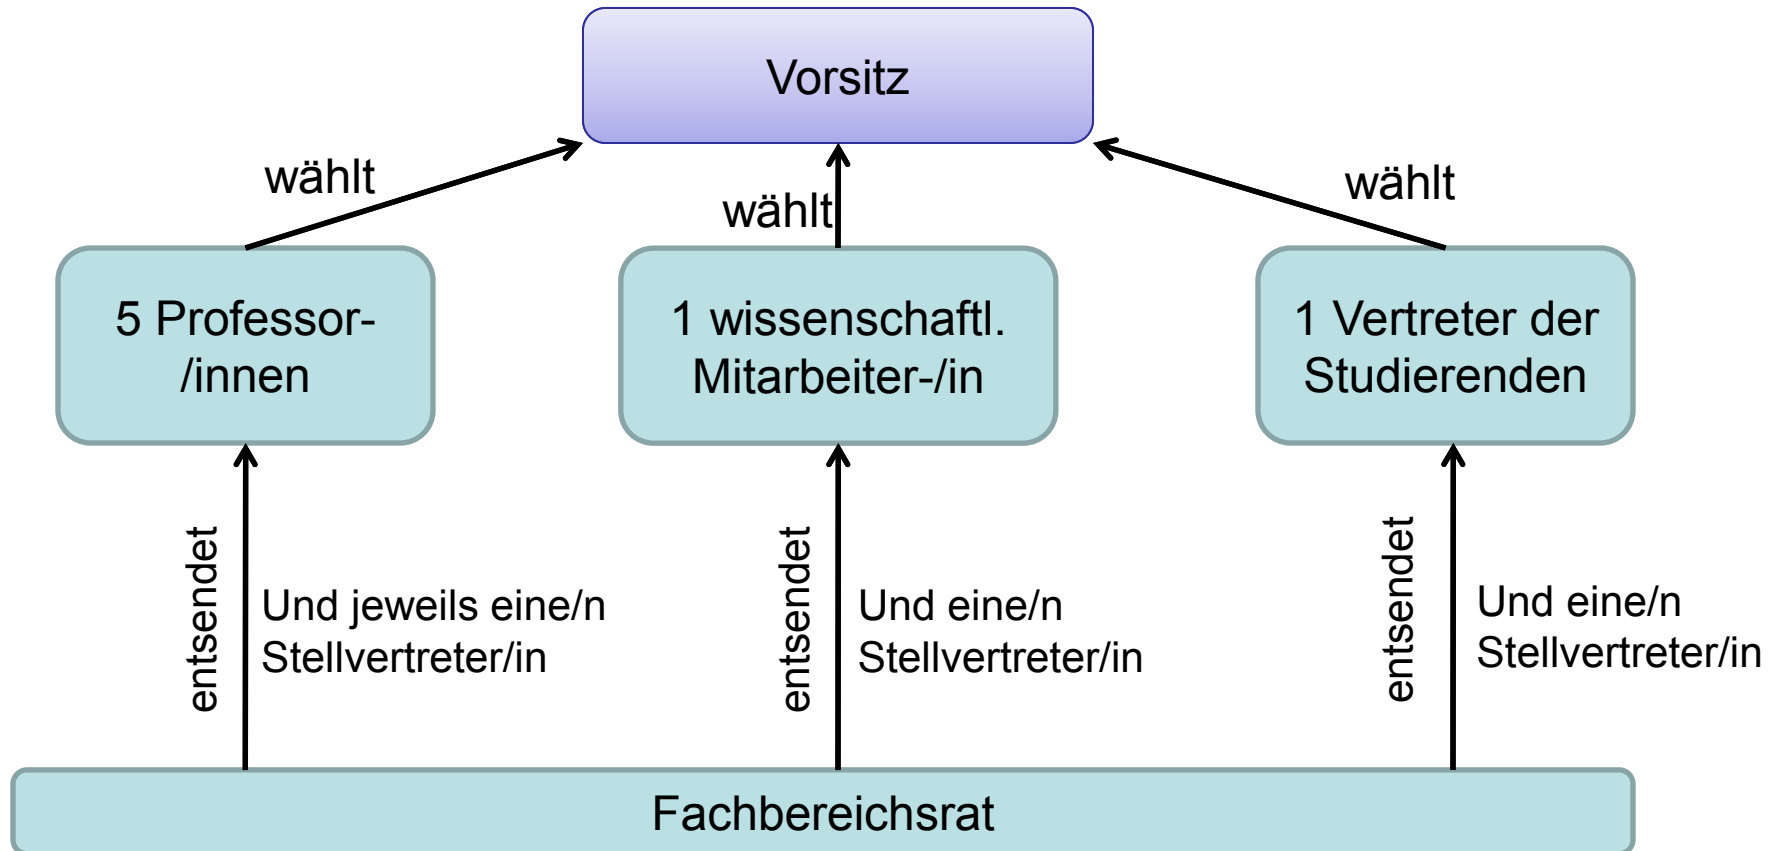 Vorsitz
wählt
wählt
wählt
5 Professor-
/innen
1 wissenschaftl.
Mitarbeiter-/in
1 Vertreter der
Studierenden
entsendet
Und jeweils eine/n
Stellvertreter/in
entsendet
Und eine/n
Stellvertreter/in
entsendet
Und eine/n
Stellvertreter/in
Fachbereichsrat